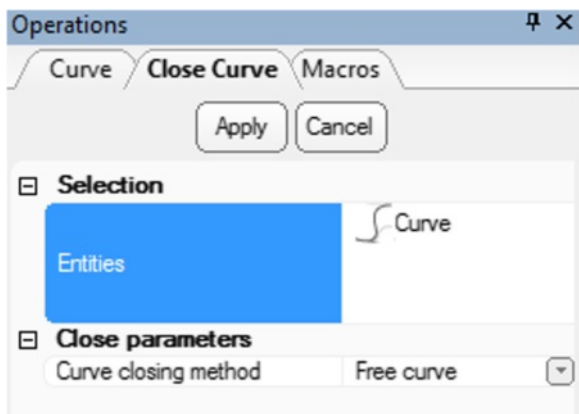 Operations
Curve Close Curve Macros
Apply Cancel
Selection
Entities Curve
Close parameters
Curve closing method Free curve